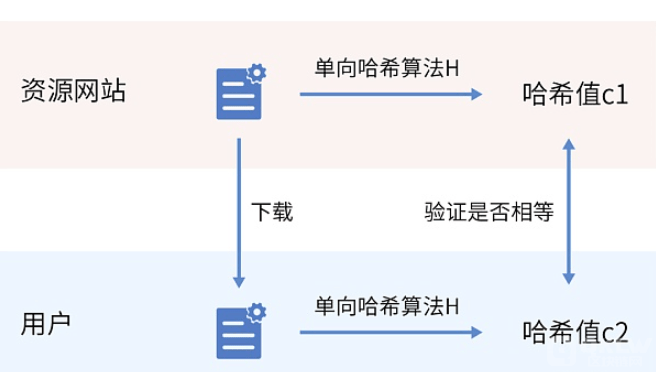 单向哈希算法H
资源网站
哈希值c1
下载
验证是否相等
单向哈希算法H
用户
哈希值c2